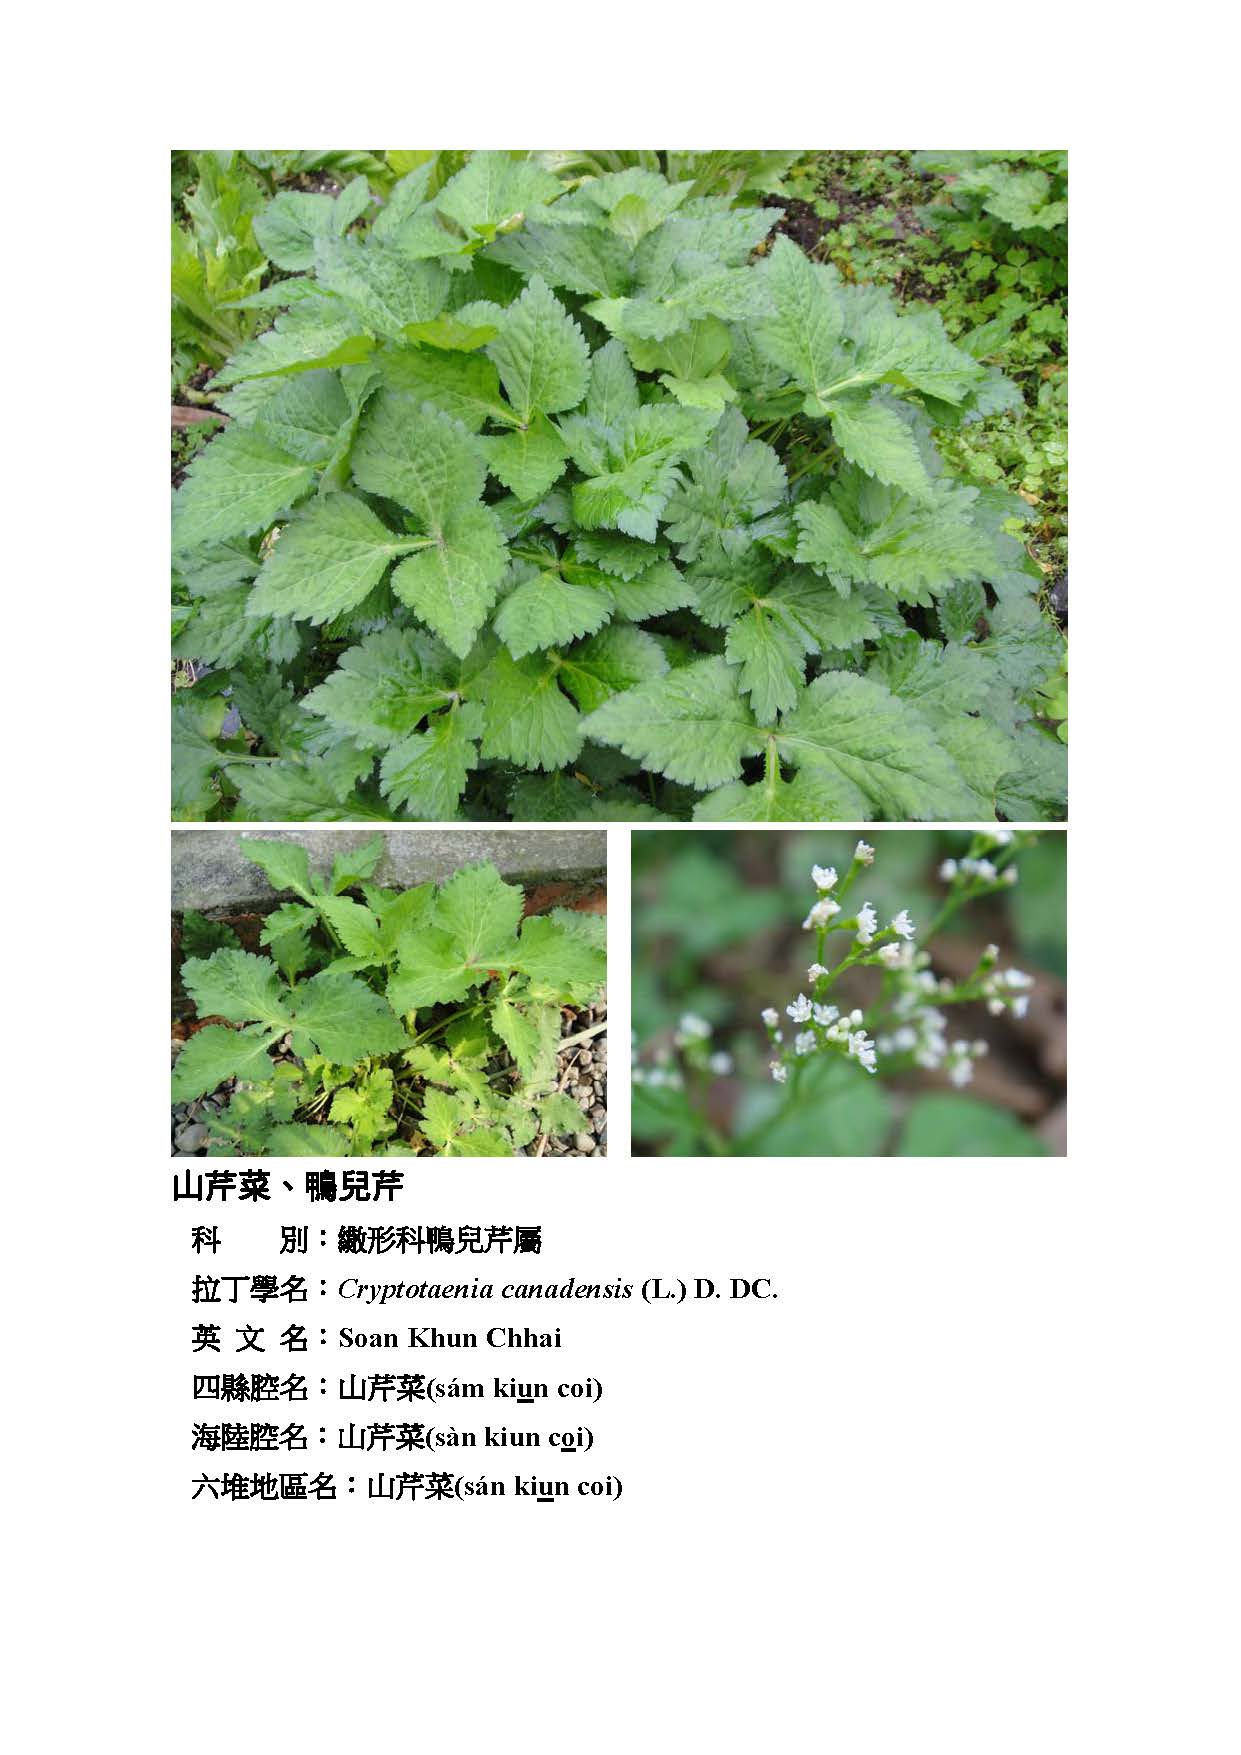 山芹菜、鴨兒芹
科　　別：繖形科鴨兒芹屬
拉丁學名：Cryptotaenia canadensis (L.) D. DC.
英 文 名：Soan Khun Chhai
四縣腔名：山芹菜(sám kiun coi)
海陸腔名：山芹菜(sàn kiun coi)
六堆地區名：山芹菜(sán kiun coi)